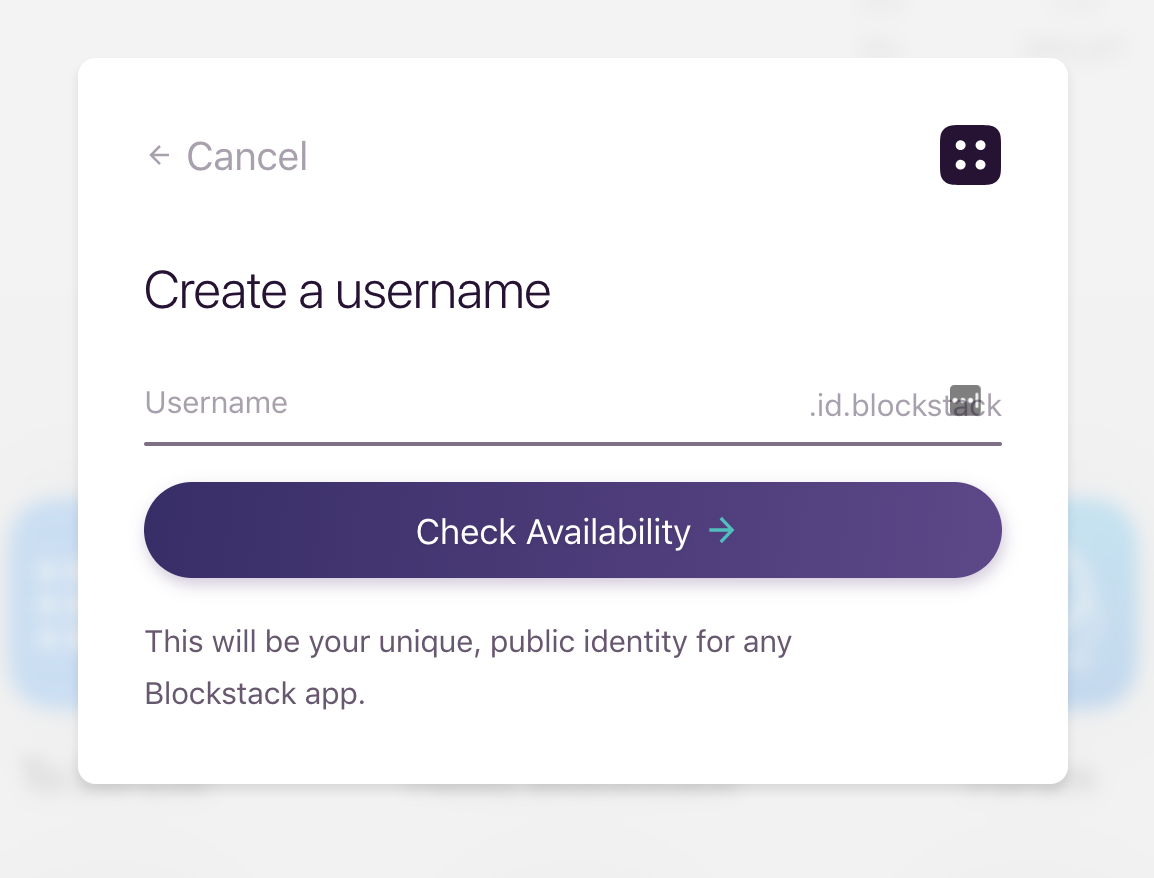 Cancel
Create a username
Username .id.blockstack
Check Availability
This will be your unique, public identity for any
Blockstack app.